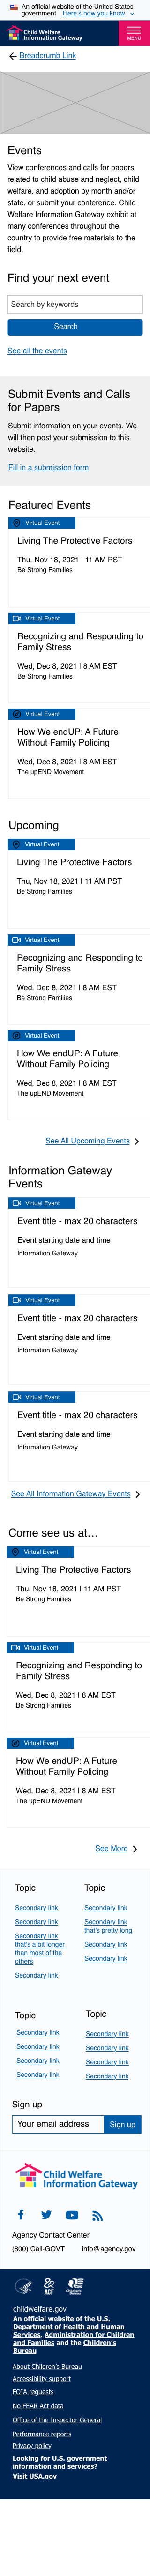 An official website of the United States
government Here's how you know
Child Welfare
Information Gateway
MENU
Breadcrumb Link
Events
View conferences and calls for papers
related to child abuse and neglect, child
welfare, and adoption by month and/or
state, or submit your conference. Child
Welfare Information Gateway exhibit at
many conferences throughout the
country to provide free materials to the
field.
Find your next event
Search by keywords
Search
See all the events
Submit Events and Calls
for Papers
Submit information on your events. We
will then post your submission to this
website.
Fill in a submission form
Featured Events
Virtual Event
Living The Protective Factors
Thu, Nov 18, 2021 | 11 AM PST
Be Strong Families
Virtual Event
Recognizing and Responding to
Family Stress
Wed, Dec 8, 2021 | 8 AM EST
Be Strong Families
Virtual Event
How We endUP: A Future
Without Family Policing
Wed, Dec 8, 2021 | 8 AM EST
The upEND Movement
Upcoming
Virtual Event
Living The Protective Factors
Thu, Nov 18, 2021 | 11 AM PST
Be Strong Families
Virtual Event
Recognizing and Responding to
Family Stress
Wed, Dec 8, 2021 | 8 AM EST
Be Strong Families
Virtual Event
How We endUP: A Future
Without Family Policing
Wed, Dec 8, 2021 | 8 AM EST
The upEND Movement
See All Upcoming Events
Information Gateway
Events
Virtual Event
Event title - max 20 characters
Event starting date and time
Information Gateway
Virtual Event
Event title - max 20 characters
Event starting date and time
Information Gateway
Virtual Event
Event title - max 20 characters
Event starting date and time
Information Gateway
See All Information Gateway Events
Come see us at…
Virtual Event
Living The Protective Factors
Thu, Nov 18, 2021 | 11 AM PST
Be Strong Families
Virtual Event
Recognizing and Responding to
Family Stress
Wed, Dec 8, 2021 | 8 AM EST
Be Strong Families
Virtual Event
How We endUP: A Future
Without Family Policing
Wed, Dec 8, 2021 | 8 AM EST
The upEND Movement
See More
Topic
Secondary link
Secondary link
Secondary link
that's a bit longer
than most of the
others
Secondary link
Topic
Secondary link
Secondary link
that's pretty long
Secondary link
Secondary link
Topic
Secondary link
Secondary link
Secondary link
Secondary link
Topic
Secondary link
Secondary link
Secondary link
Secondary link
Sign up
Your email address
Sign up
Child Welfare
Information Gateway
Agency Contact Center
(800) Call-GOVT info@agency.gov
ACF
childwelfare.gov
An official website of the U.S.
Department of Health and Human
Services, Administration for Children
and Families and the Children's
Bureau
About Children's Bureau
Accessibility support
FOIA requests
No FEAR Act data
Office of the Inspector General
Performance reports
Privacy policy
Looking for U.S. government
information and services?
Visit USA.gov